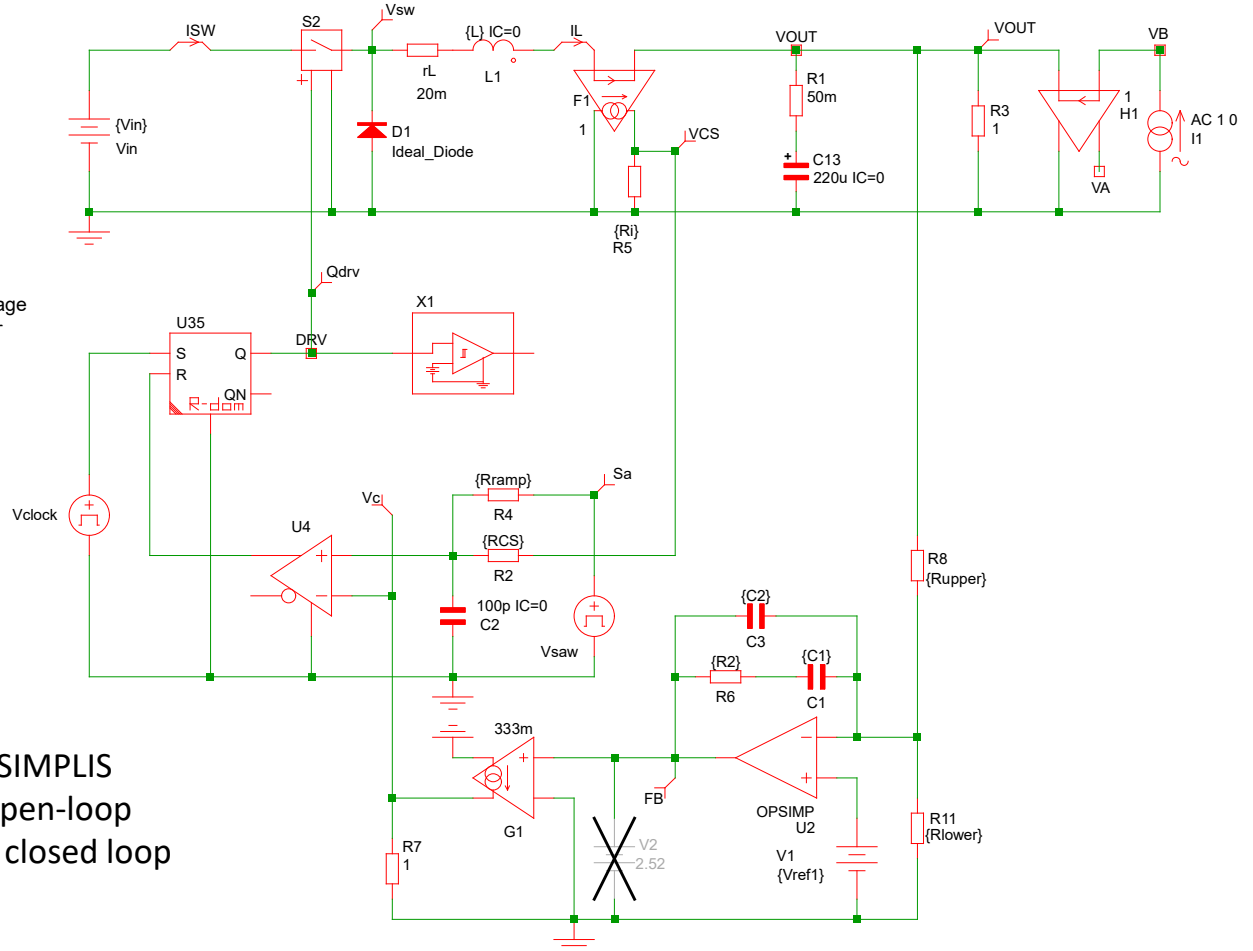 ISW
S2
Vsw
{L} IC=0
IL
VOUT
VOUT
VB
rL
20m
L1
R1
50m
F1
1
R3
1
1
H1
AC 1 0
I1
{Vin}
Vin
D1
Ideal_Diode
VCS
C13
220u IC=0
VA
{Ri}
R5
Qdrv
age
U35
DRV
X1
S
Q
R
QN
R-dom
Vclock
Vc
{Rramp}
R4
Sa
U4
{RCS}
R2
100p IC=0
C2
Vsaw
R8
{Rupper}
{C2}
C3
{R2}
R6
{C1}
C1
333m
G1
FB
OPSIMP
U2
SIMPLIS
pen-loop
closed loop
R7
1
V2
2.52
V1
{Vref1}
R11
{Rlower}